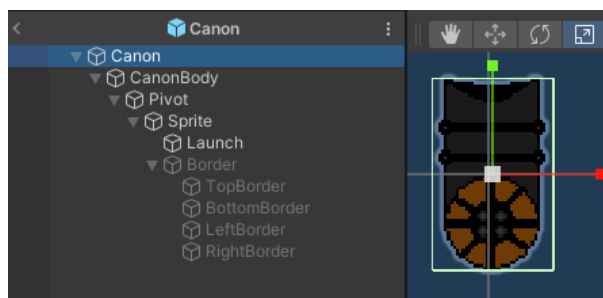 Canon
Canon
CanonBody
Pivot
Sprite
Launch
Border
TopBorder
BottomBorder
LeftBorder
RightBorder